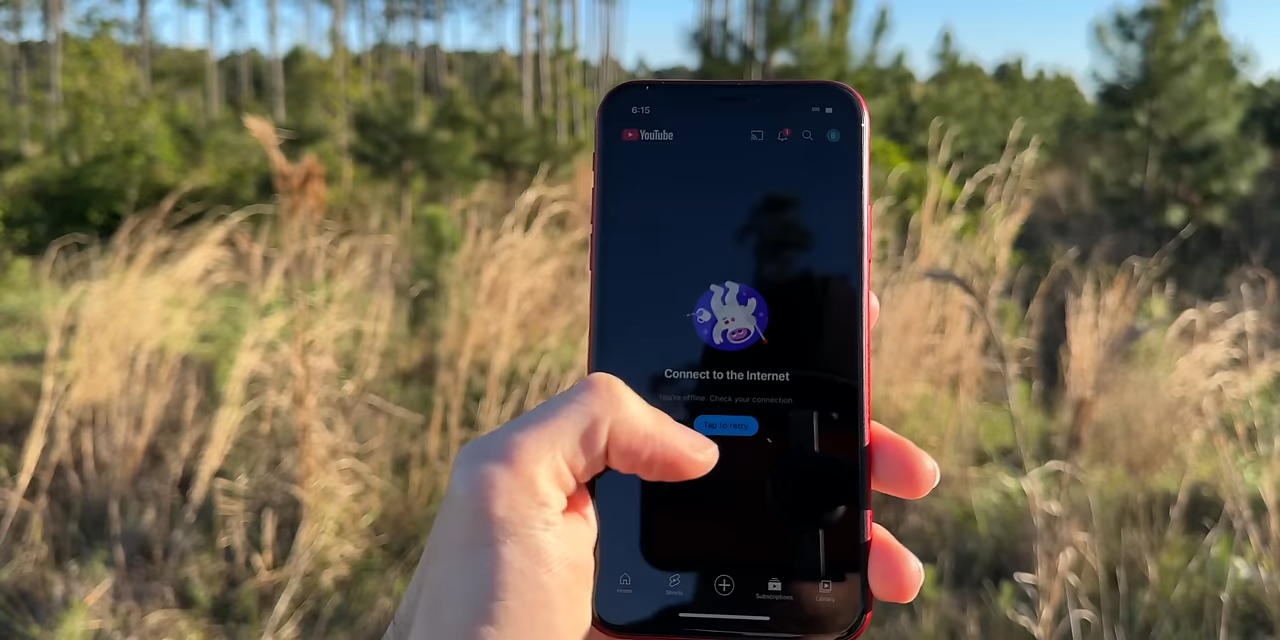 6:15
YouTube
1
B
Connect to the Internet
You're offline. Check your connection.
Tap to retry
Home
Shorts
Subscriptions
Library